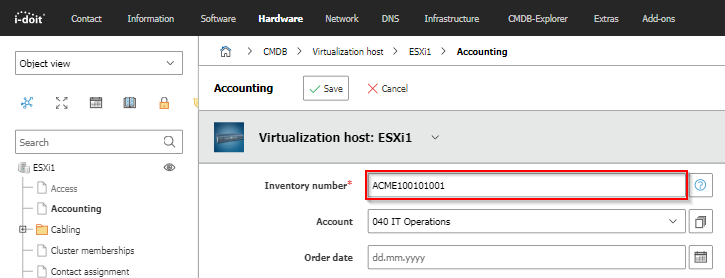 i-doit Contact Information Software Hardware Network DNS Infrastructure CMDB-Explorer Extras Add-ons
Object view
CMDB > Virtualization host > ESXi1 > Accounting
Accounting Save Cancel
Search
Virtualization host: ESXi1
ESXi1
Access
Accounting
Cabling
Cluster memberships
Contact assignment
Inventory number* ACME100101001
Account 040 IT Operations
Order date dd.mm.yyyy